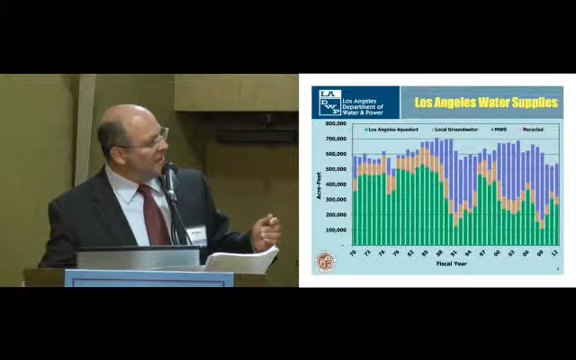 LA
DWP
Los Angeles
Department of
Water & Power
Los Angeles Water Supplies
Los Angeles Aqueduct Local Groundwater MWD Recycled
800,000
700,000
600,000
500,000
400,000
300,000
200,000
100,000
-
Acre-Feet
70 73 76 79 82 85 88 91 94 97 00 03 06 09 12
Fiscal Year